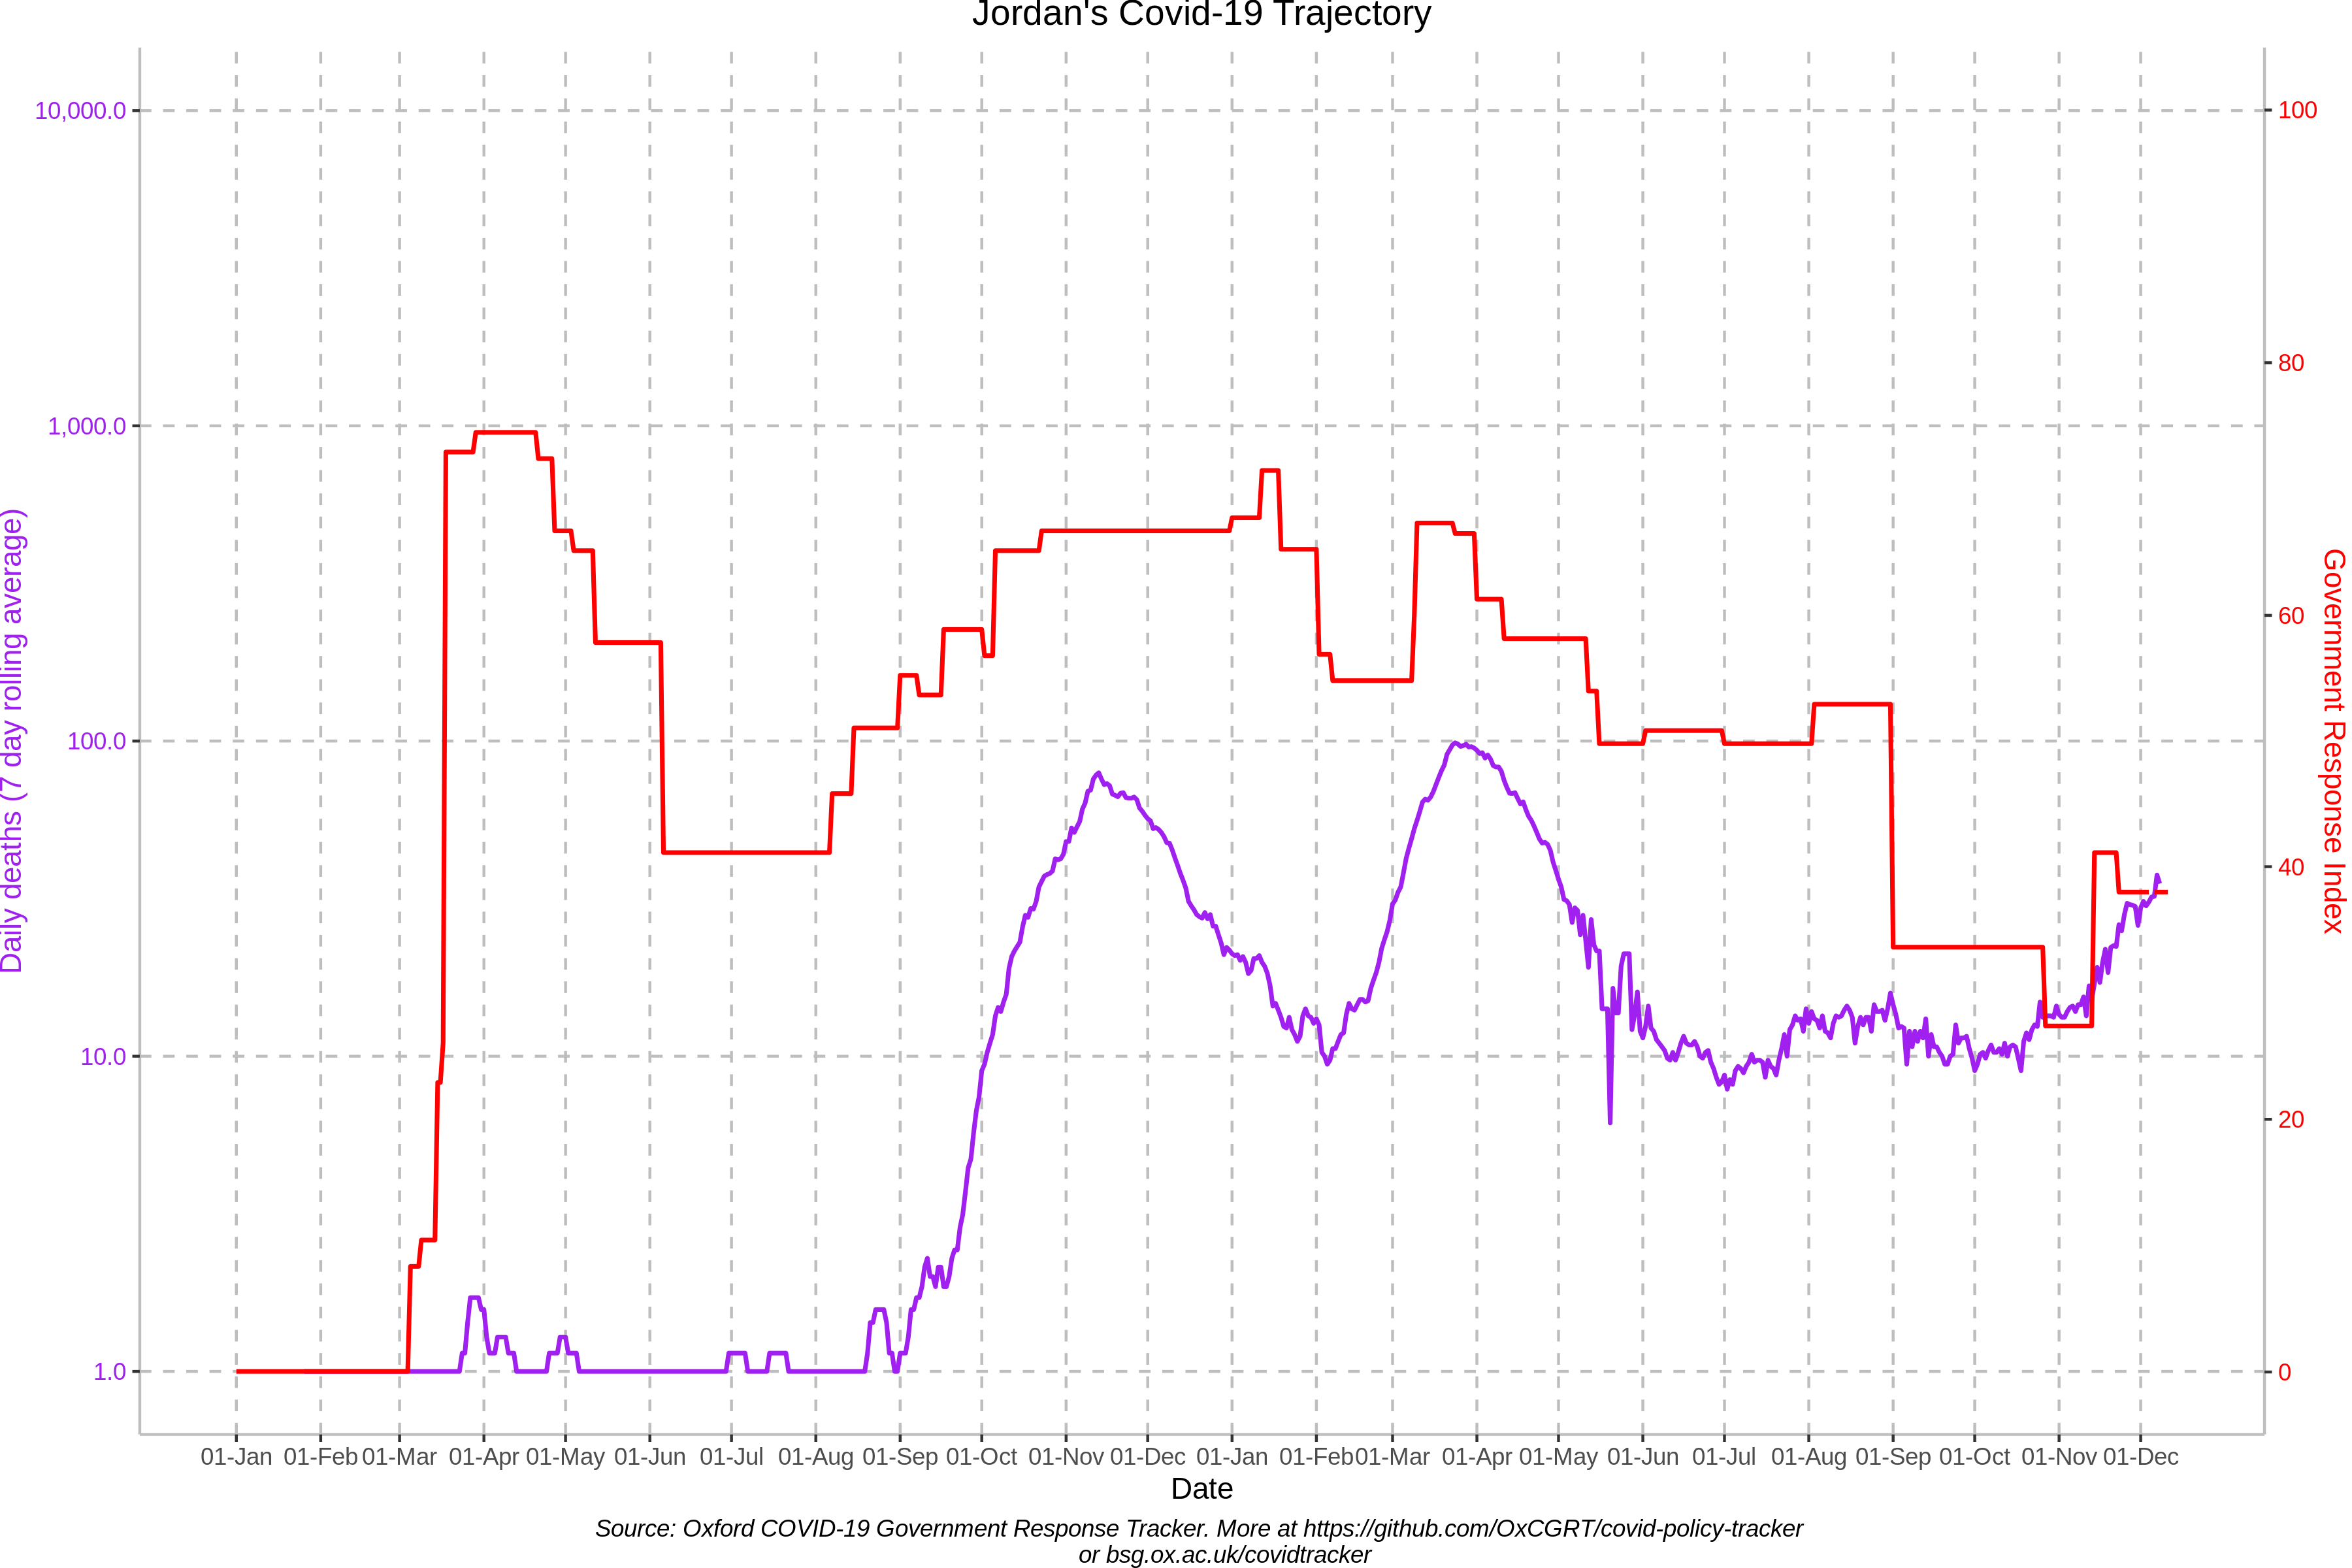 Jordan's Covid-19 Trajectory
10,000.0
1,000.0
100.0
10.0
1.0
Daily deaths (7 day rolling average)
100
80
60
40
20
0
Government Response Index
01-Jan 01-Feb 01-Mar 01-Apr 01-May 01-Jun 01-Jul 01-Aug 01-Sep 01-Oct 01-Nov 01-Dec 01-Jan 01-Feb 01-Mar 01-Apr 01-May 01-Jun 01-Jul 01-Aug 01-Sep 01-Oct 01-Nov 01-Dec
Date
Source: Oxford COVID-19 Government Response Tracker. More at https://github.com/OxCGRT/covid-policy-tracker
or bsg.ox.ac.uk/covidtracker